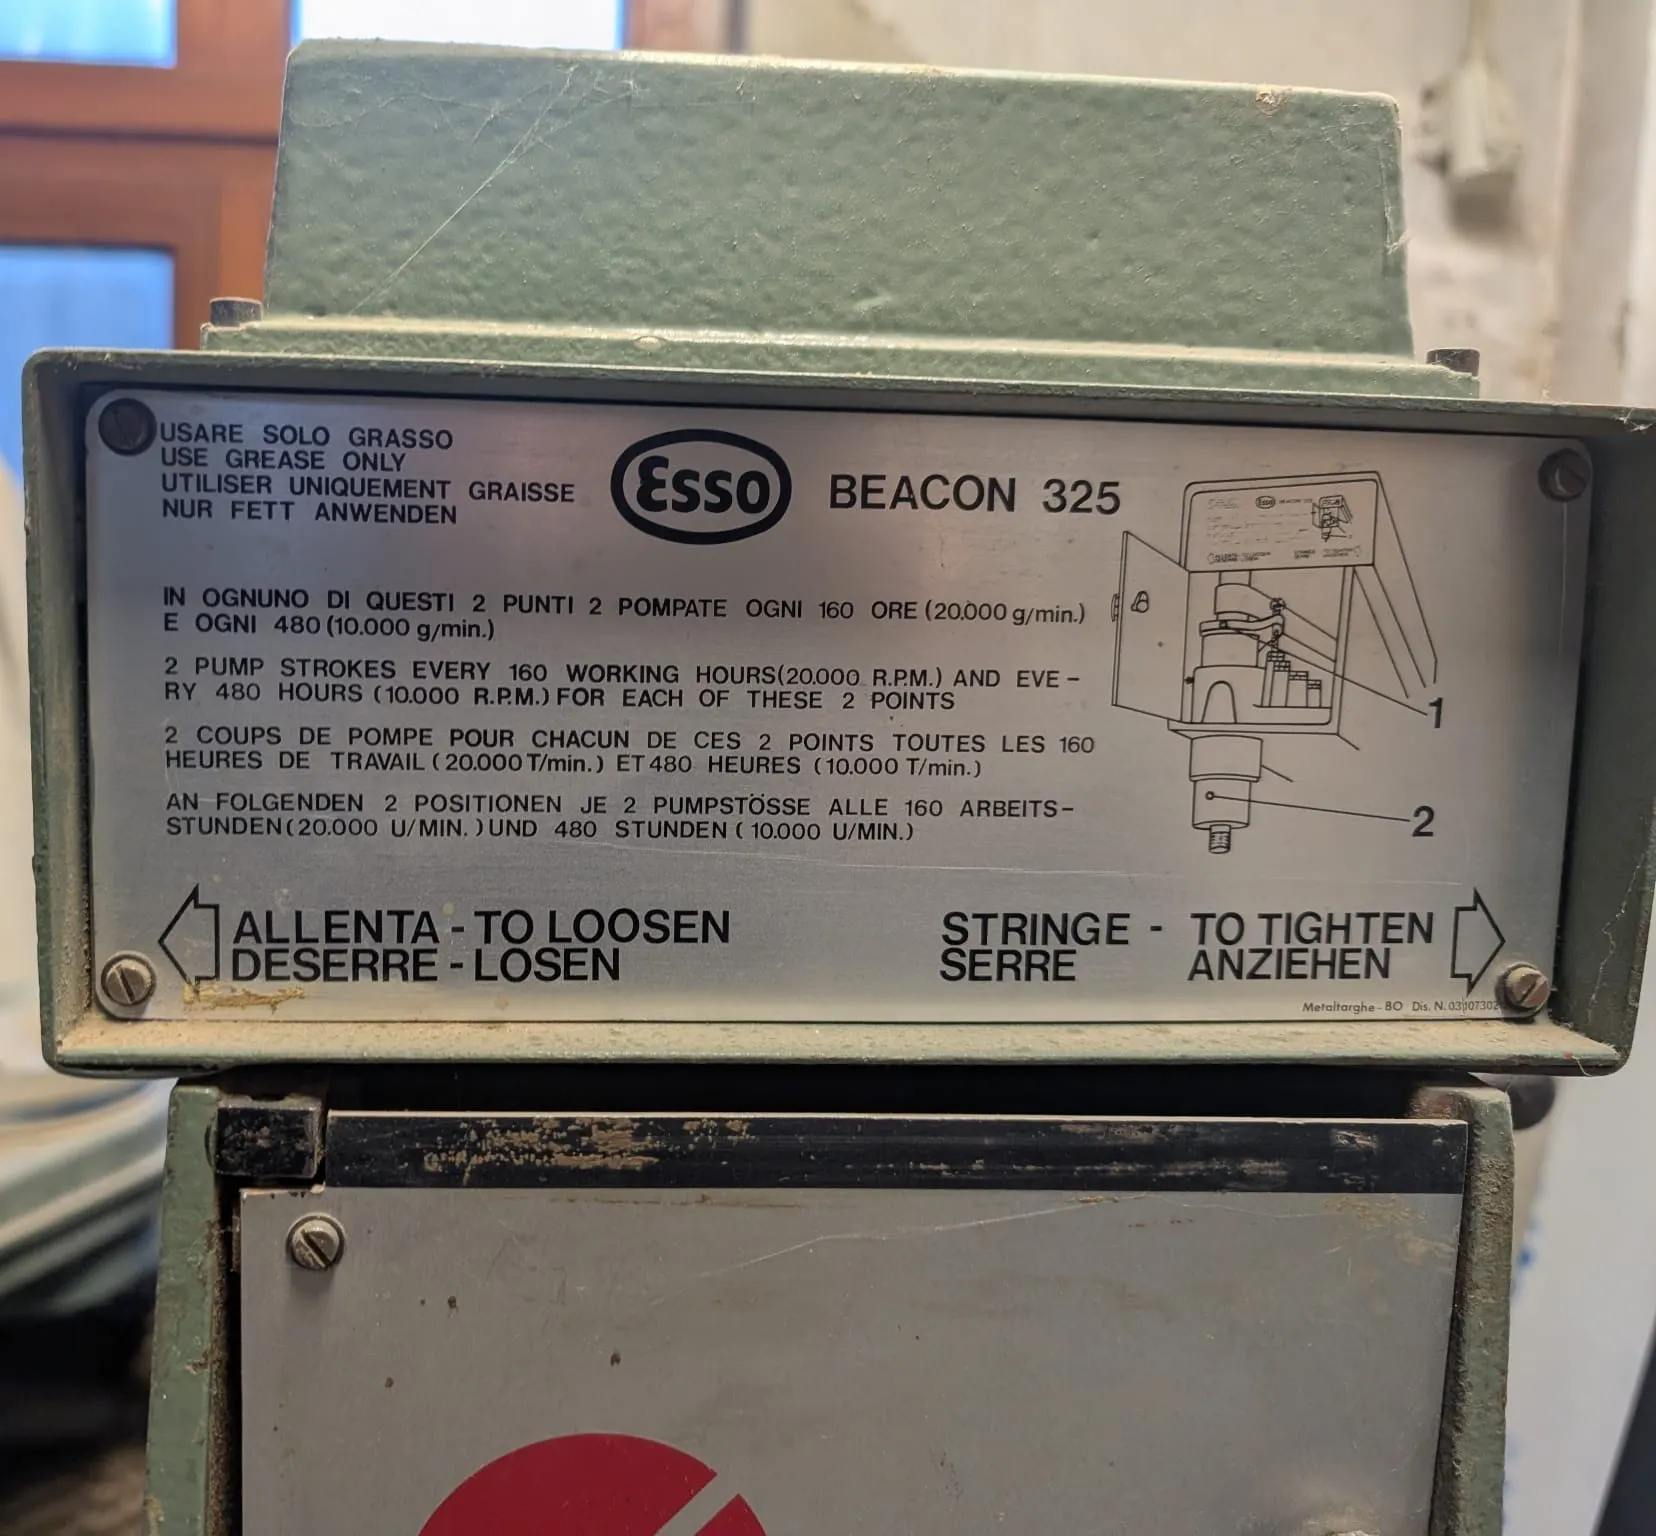 USARE SOLO GRASSO
USE GREASE ONLY
UTILISER UNIQUEMENT GRAISSE
NUR FETT ANWENDEN
Esso
BEACON 325
IN OGNUNO DI QUESTI 2 PUNTI 2 POMPATE OGNI 160 ORE (20.000 g/min.)
E OGNI 480 (10.000 g/min.)
2 PUMP STROKES EVERY 160 WORKING HOURS (20.000 R.P.M.) AND EVE-
RY 480 HOURS (10.000 R.P.M.) FOR EACH OF THESE 2 POINTS
2 COUPS DE POMPE POUR CHACUN DE CES 2 POINTS TOUTES LES 160
HEURES DE TRAVAIL (20.000 T/min.) ET 480 HEURES (10.000 T/min.)
AN FOLGENDEN 2 POSITIONEN JE 2 PUMPSTÖSSE ALLE 160 ARBEITS-
STUNDEN (20.000 U/MIN.) UND 480 STUNDEN (10.000 U/MIN.)
Esso BEACON 325
1
2
ALLENTA - TO LOOSEN
DESERRE - LOSEN
STRINGE - TO TIGHTEN
SERRE ANZIEHEN
Metaltarghe - BO Dis. N.